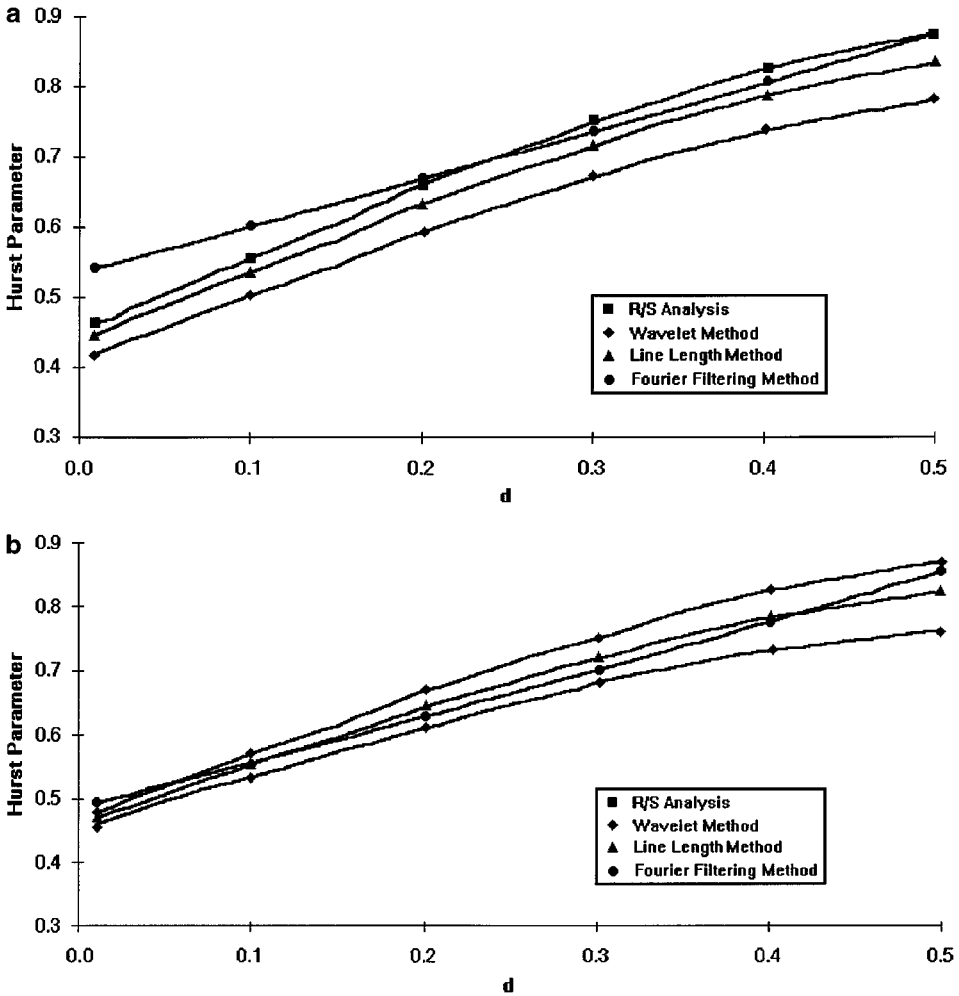 a
0.9
0.8
0.7
0.6
0.5
0.4
0.3
Hurst Parameter
R/S Analysis
Wavelet Method
Line Length Method
Fourier Filtering Method
0.0 0.1 0.2 0.3 0.4 0.5
d
b
0.9
0.8
0.7
0.6
0.5
0.4
0.3
Hurst Parameter
R/S Analysis
Wavelet Method
Line Length Method
Fourier Filtering Method
0.0 0.1 0.2 0.3 0.4 0.5
d